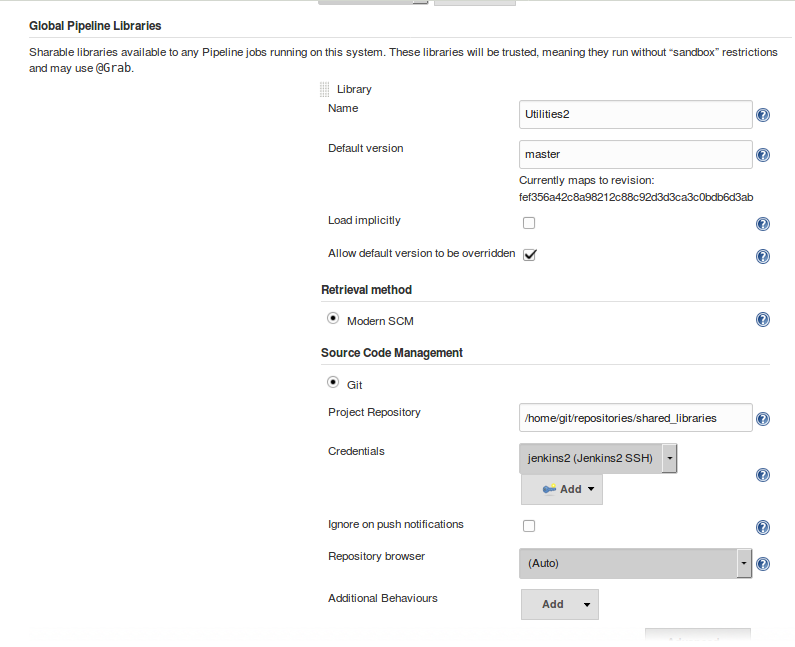 Global Pipeline Libraries
Sharable libraries available to any Pipeline jobs running on this system. These libraries will be trusted, meaning they run without “sandbox” restrictions
and may use @Grab.
Library
Name
Utilities2
Default version
master
Currently maps to revision:
fef356a42c8a98212c88c92d3d3ca3c0bdb6d3ab
Load implicitly
Allow default version to be overridden
Retrieval method
Modern SCM
Source Code Management
Git
Project Repository
/home/git/repositories/shared_libraries
Credentials
jenkins2 (Jenkins2 SSH)
Add
Ignore on push notifications
Repository browser
(Auto)
Additional Behaviours
Add